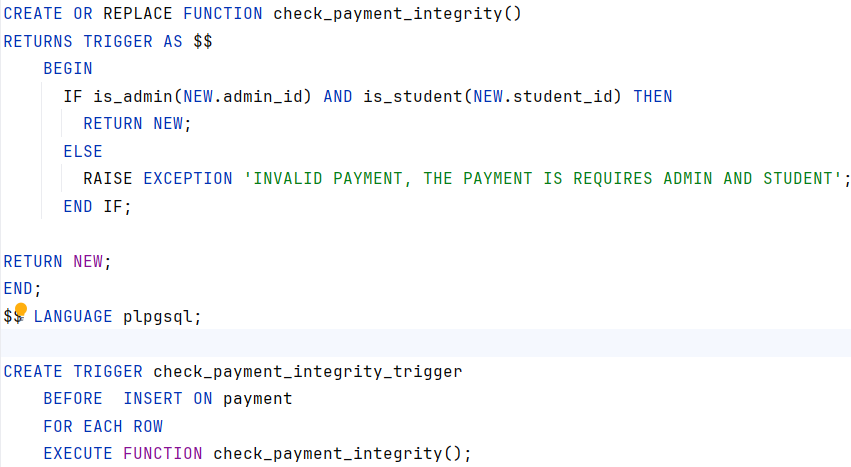 CREATE OR REPLACE FUNCTION check_payment_integrity()
RETURNS TRIGGER AS $$
    BEGIN
      IF is_admin(NEW.admin_id) AND is_student(NEW.student_id) THEN
        RETURN NEW;
      ELSE
        RAISE EXCEPTION 'INVALID PAYMENT, THE PAYMENT IS REQUIRES ADMIN AND STUDENT';
      END IF;

RETURN NEW;
END;
$$ LANGUAGE plpgsql;

CREATE TRIGGER check_payment_integrity_trigger
    BEFORE  INSERT ON payment
    FOR EACH ROW
    EXECUTE FUNCTION check_payment_integrity();